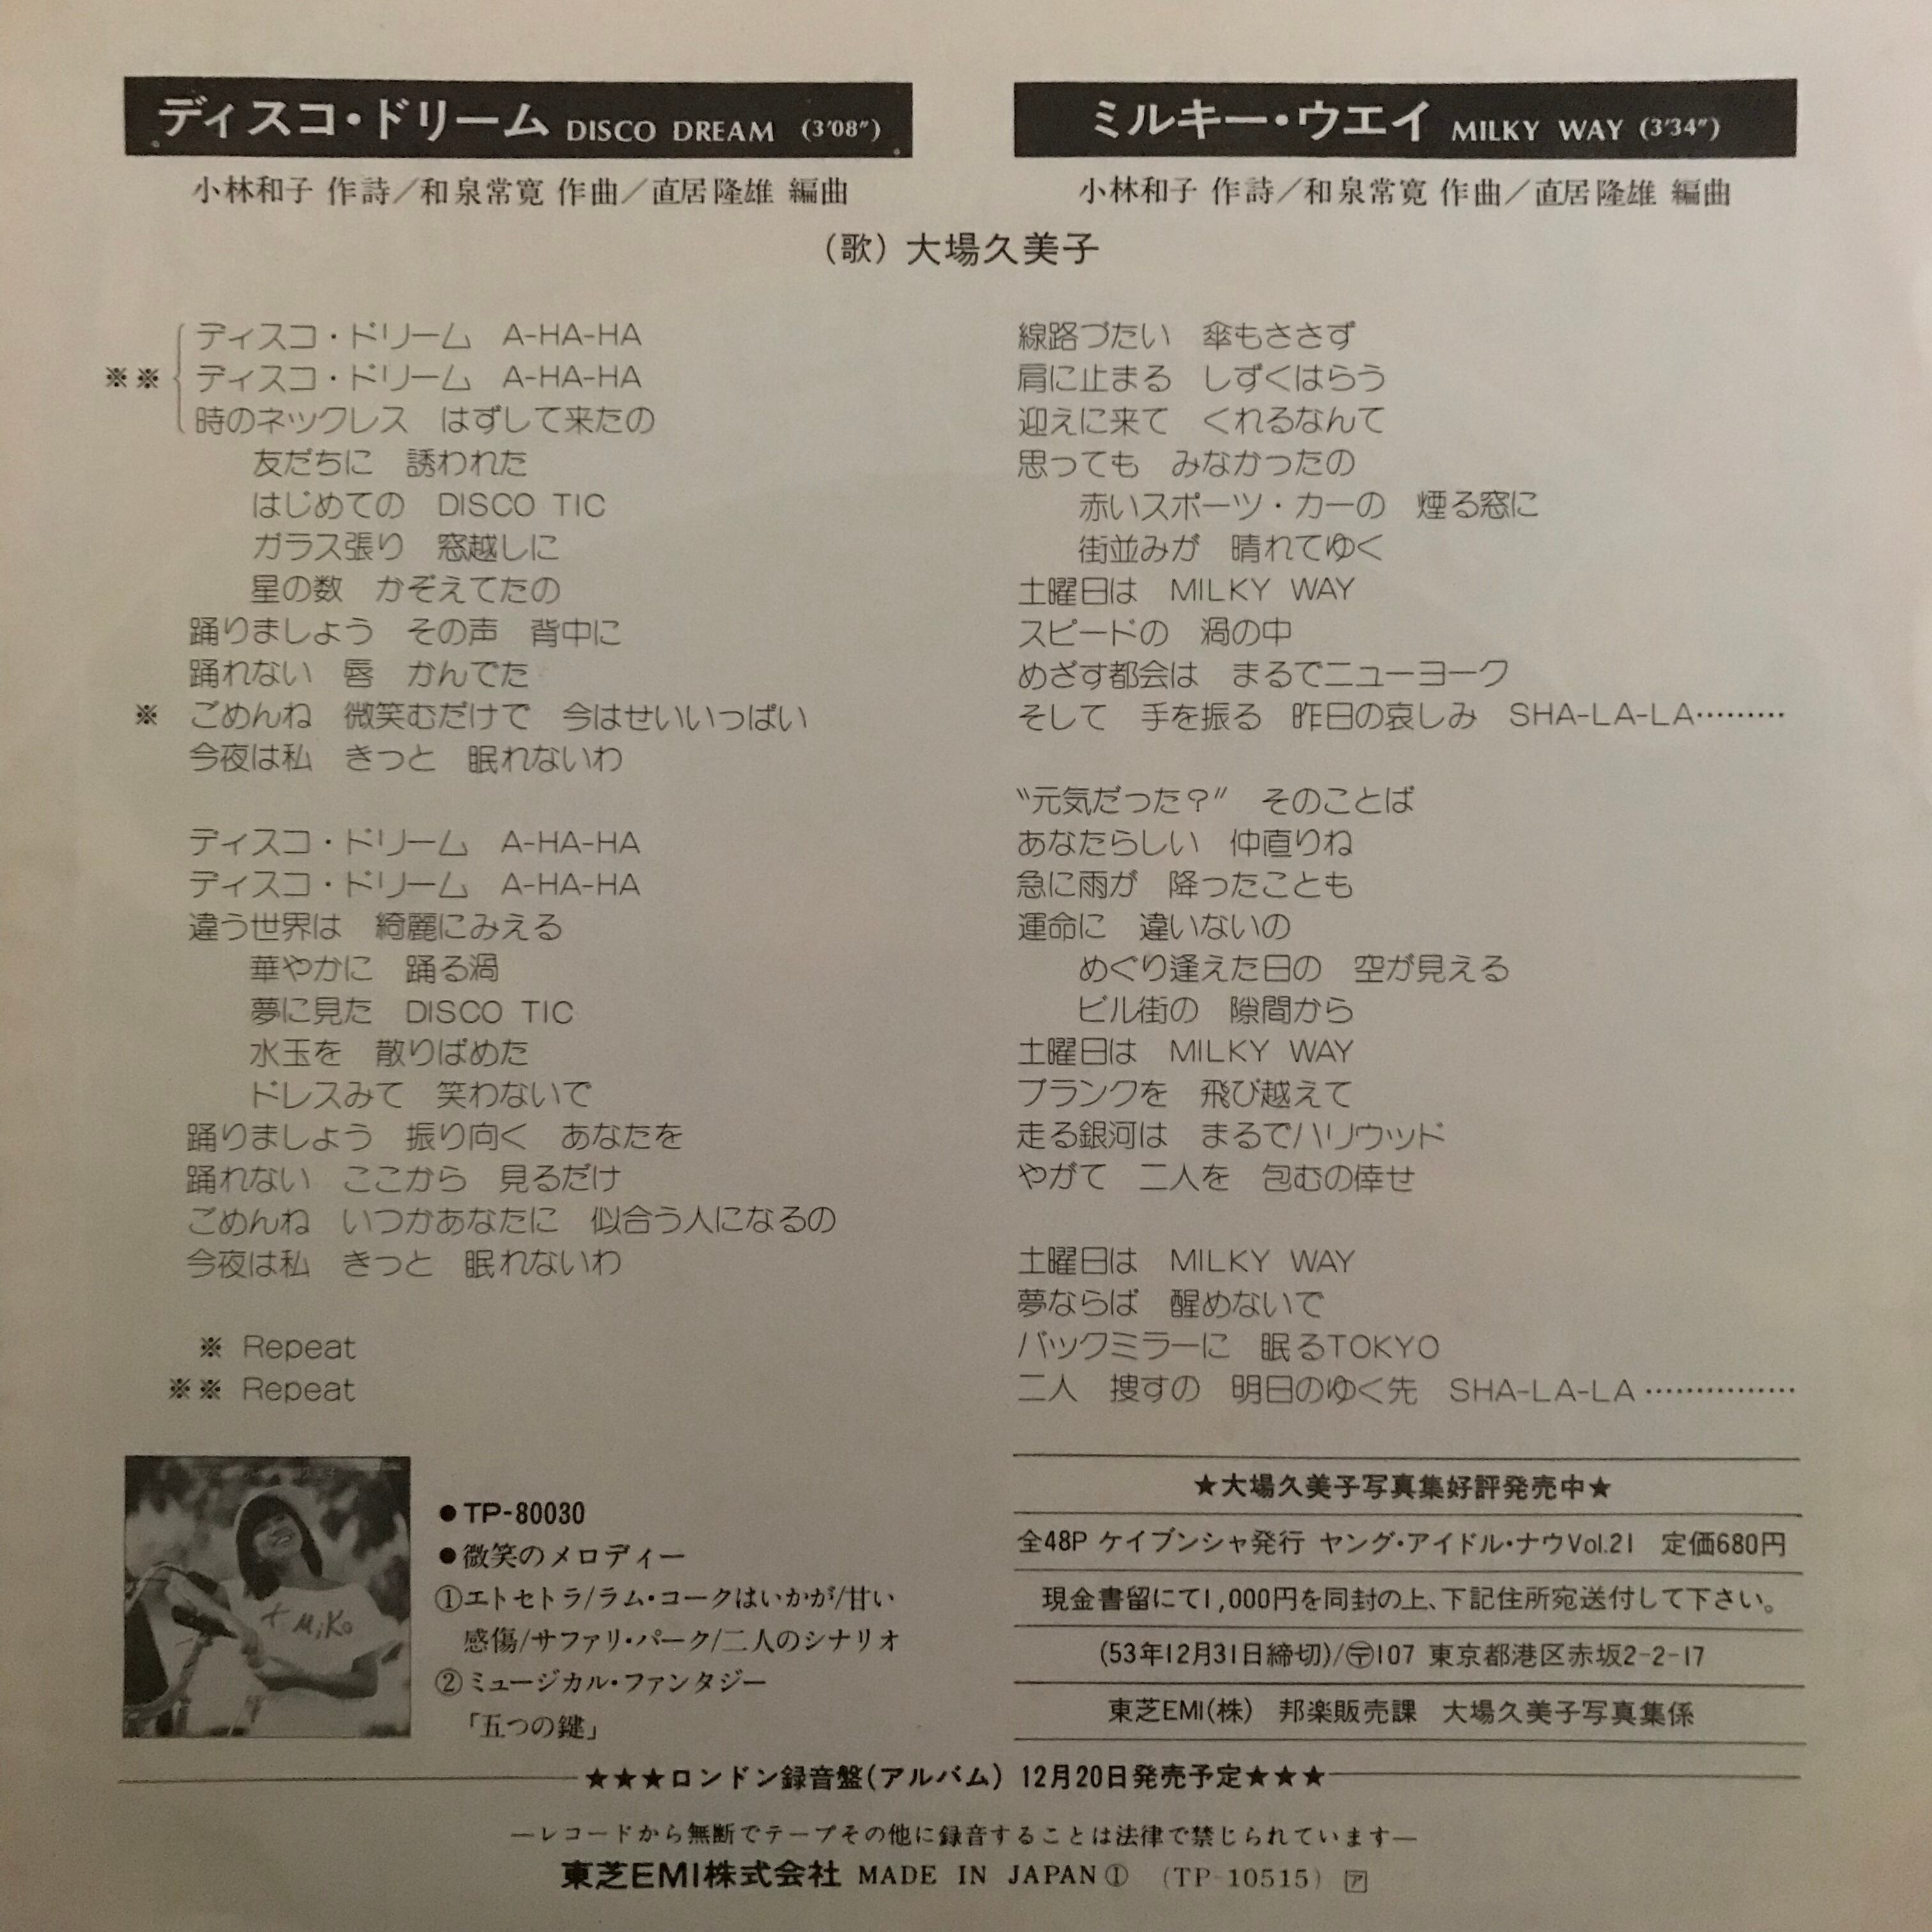 ディスコ・ドリーム DISCO DREAM (3'08")
小林和子 作詩／和泉常寛 作曲／直居隆雄 編曲
ミルキー・ウエイ MILKY WAY (3'34")
小林和子 作詩／和泉常寛 作曲／直居隆雄 編曲
(歌) 大場久美子
ディスコ・ドリーム　A-HA-HA
※※ ディスコ・ドリーム　A-HA-HA
時のネックレス　はずして来たの
友だちに　誘われた
はじめての　DISCO TIC
ガラス張り　窓越しに
星の数　かぞえてたの
踊りましょう　その声　背中に
踊れない　唇　かんでた
※ ごめんね　微笑むだけで　今はせいいっぱい
今夜は私　きっと　眠れないわ
ディスコ・ドリーム　A-HA-HA
ディスコ・ドリーム　A-HA-HA
違う世界は　綺麗にみえる
華やかに　踊る渦
夢に見た　DISCO TIC
水玉を　散りばめた
ドレスみて　笑わないで
踊りましょう　振り向く　あなたを
踊れない　ここから　見るだけ
ごめんね　いつかあなたに　似合う人になるの
今夜は私　きっと　眠れないわ
※ Repeat
※※ Repeat
線路づたい　傘もささず
肩に止まる　しずくはらう
迎えに来て　くれるなんて
思っても　みなかったの
赤いスポーツ・カーの　煙る窓に
街並みが　晴れてゆく
土曜日は　MILKY WAY
スピードの　渦の中
めざす都会は　まるでニューヨーク
そして　手を振る　昨日の哀しみ　SHA-LA-LA………
〝元気だった？〞　そのことば
あなたらしい　仲直りね
急に雨が　降ったことも
運命に　違いないの
めぐり逢えた日の　空が見える
ビル街の　隙間から
土曜日は　MILKY WAY
ブランクを　飛び越えて
走る銀河は　まるでハリウッド
やがて　二人を　包むの倖せ
土曜日は　MILKY WAY
夢ならば　醒めないで
バックミラーに　眠るTOKYO
二人　捜すの　明日のゆく先　SHA-LA-LA……………
+ MiKo
●TP-80030
●微笑のメロディー
①エトセトラ/ラム・コークはいかが/甘い
感傷/サファリ・パーク/二人のシナリオ
②ミュージカル・ファンタジー
「五つの鍵」
★大場久美子写真集好評発売中★
全48P ケイブンシャ発行 ヤング・アイドル・ナウVol.21　定価680円
現金書留にて1,000円を同封の上、下記住所宛送付して下さい。
(53年12月31日締切)/〶107 東京都港区赤坂2-2-17
東芝EMI(株)　邦楽販売課　大場久美子写真集係
★★★ロンドン録音盤(アルバム) 12月20日発売予定★★★
―レコードから無断でテープその他に録音することは法律で禁じられています―
東芝EMI株式会社 MADE IN JAPAN① (TP-10515) ア